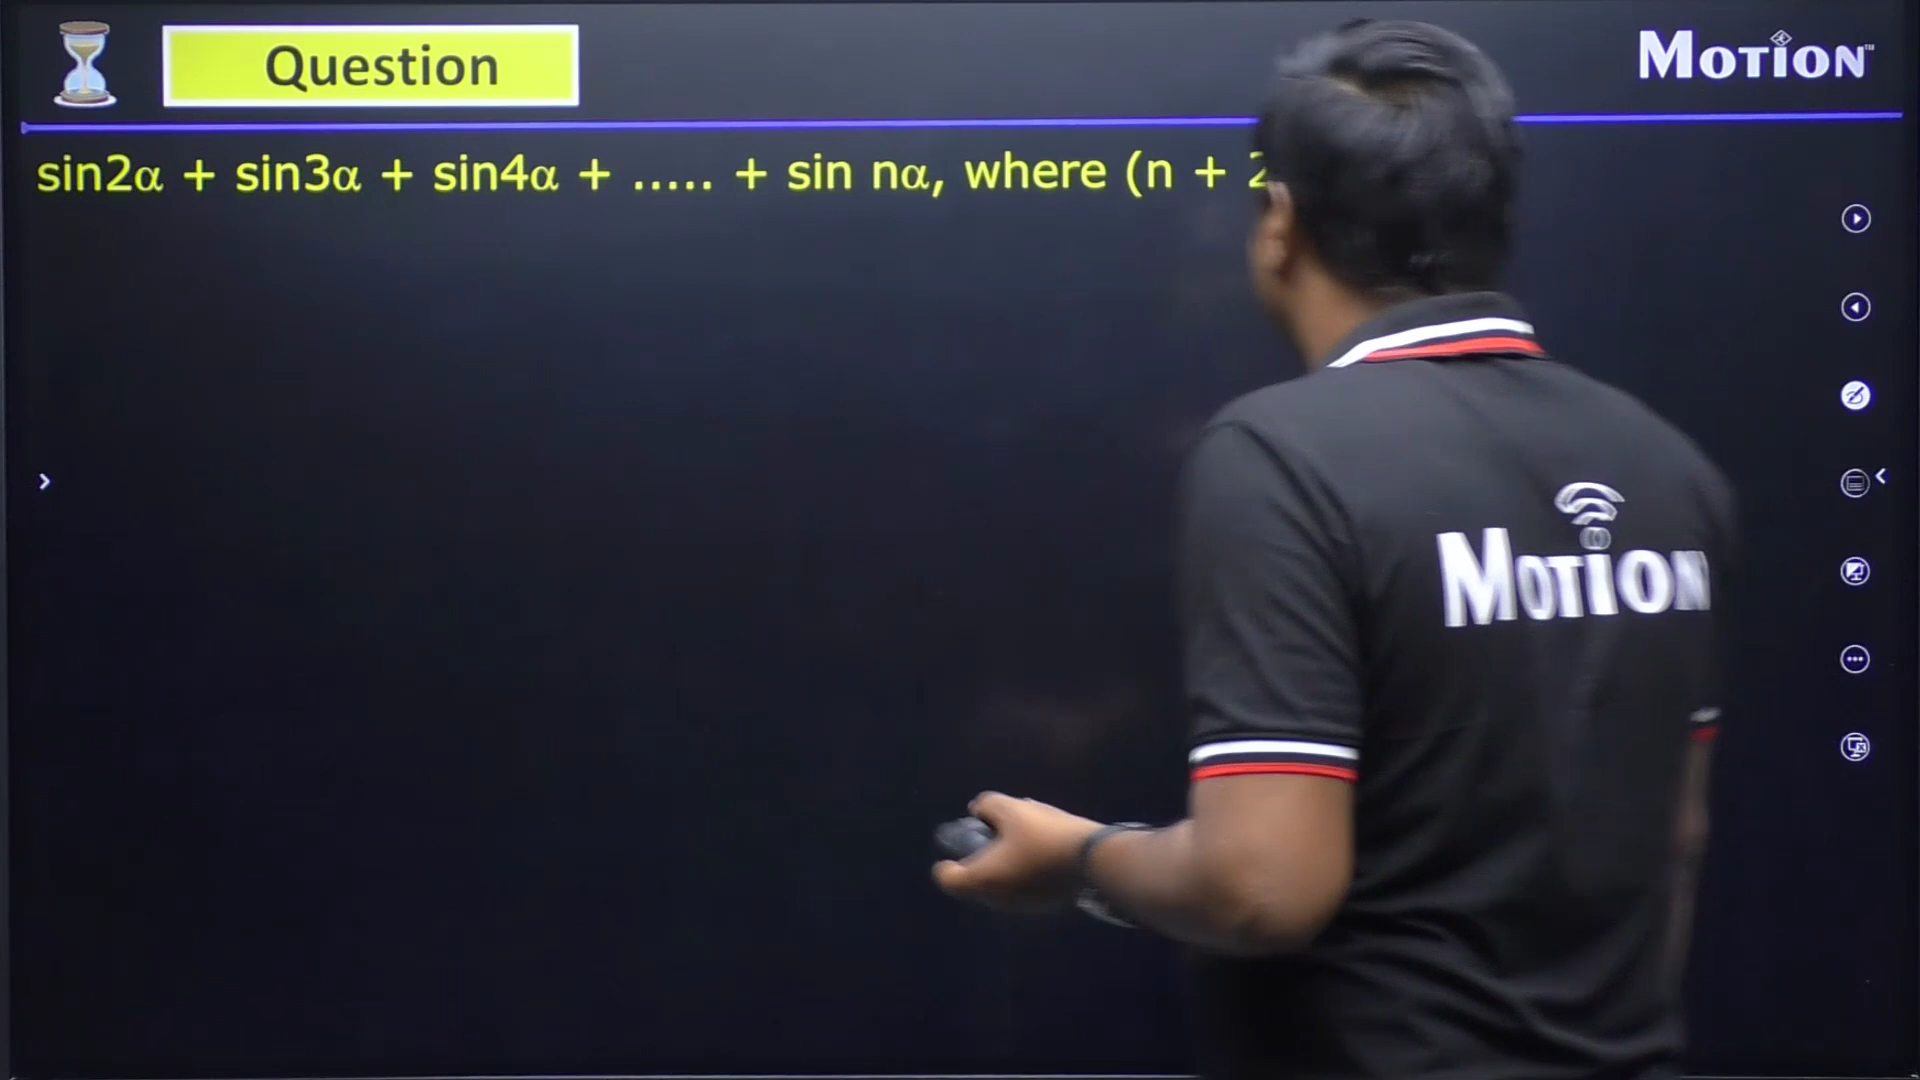 Question
MOTION
sin2α + sin3α + sin4α + ..... + sin nα, where (n + 2
MOTION